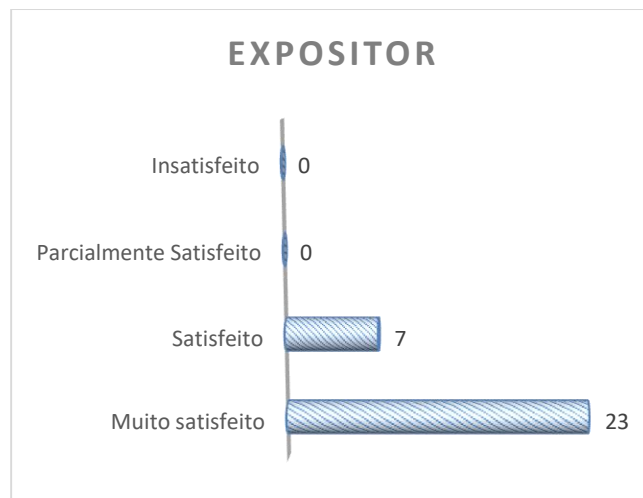 EXPOSITOR
Insatisfeito 0
Parcialmente Satisfeito 0
Satisfeito 7
Muito satisfeito 23